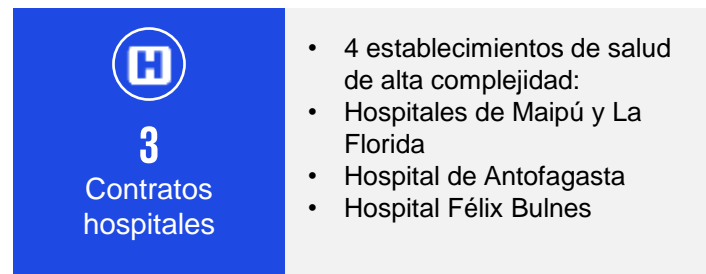 H
3
Contratos
hospitales
• 4 establecimientos de salud
de alta complejidad:
• Hospitales de Maipú y La
Florida
• Hospital de Antofagasta
• Hospital Félix Bulnes